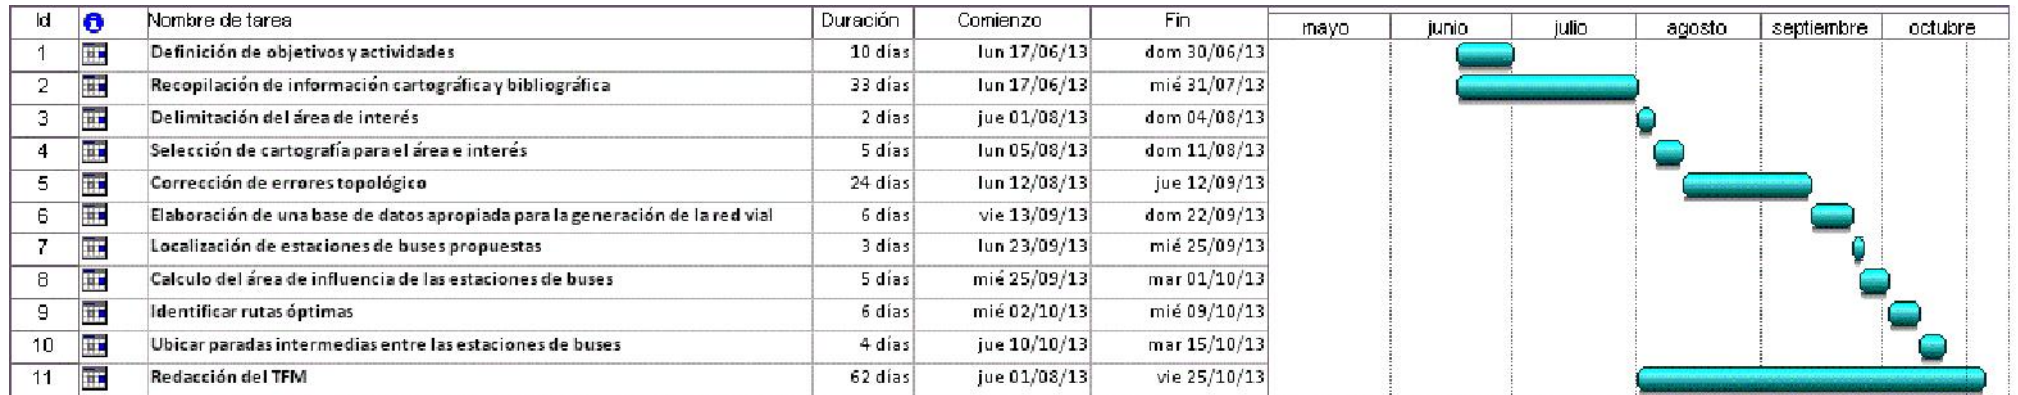 Id Nombre de tarea Duración Comienzo Fin mayo junio julio agosto septiembre octubre
1 Definición de objetivos y actividades 10 días lun 17/06/13 dom 30/06/13
2 Recopilación de información cartográfica y bibliográfica 33 días lun 17/06/13 mié 31/07/13
3 Delimitación del área de interés 2 días jue 01/08/13 dom 04/08/13
4 Selección de cartografía para el área e interés 5 días lun 05/08/13 dom 11/08/13
5 Corrección de errores topológico 24 días lun 12/08/13 jue 12/09/13
6 Elaboración de una base de datos apropiada para la generación de la red vial 6 días vie 13/09/13 dom 22/09/13
7 Localización de estaciones de buses propuestas 3 días lun 23/09/13 mié 25/09/13
8 Calculo del área de influencia de las estaciones de buses 5 días mié 25/09/13 mar 01/10/13
9 Identificar rutas óptimas 6 días mié 02/10/13 mié 09/10/13
10 Ubicar paradas intermedias entre las estaciones de buses 4 días jue 10/10/13 mar 15/10/13
11 Redacción del TFM 62 días jue 01/08/13 vie 25/10/13